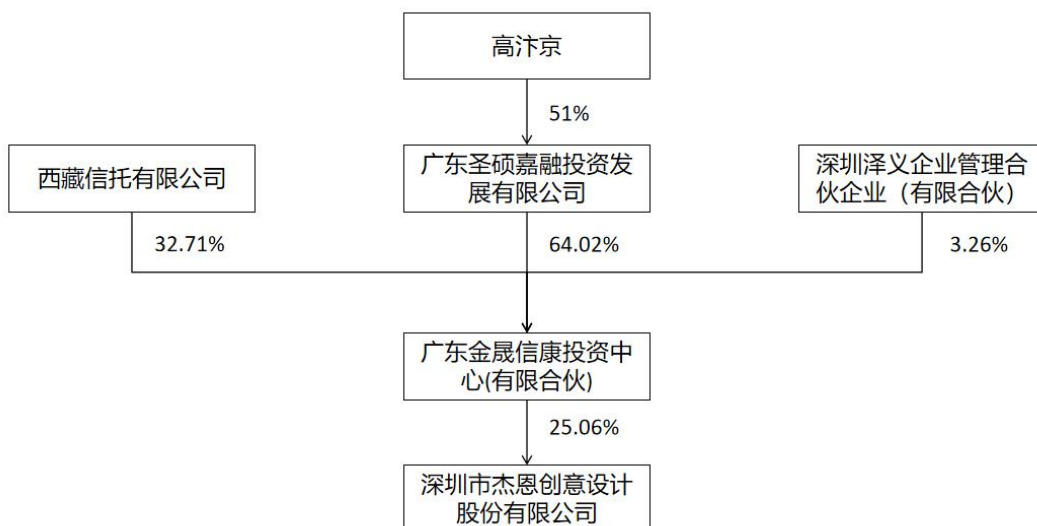 高汴京
51%
西藏信托有限公司
广东圣硕嘉融投资发
展有限公司
深圳泽义企业管理合
伙企业（有限合伙）
32.71%
64.02%
3.26%
广东金晟信康投资中
心(有限合伙)
25.06%
深圳市杰恩创意设计
股份有限公司